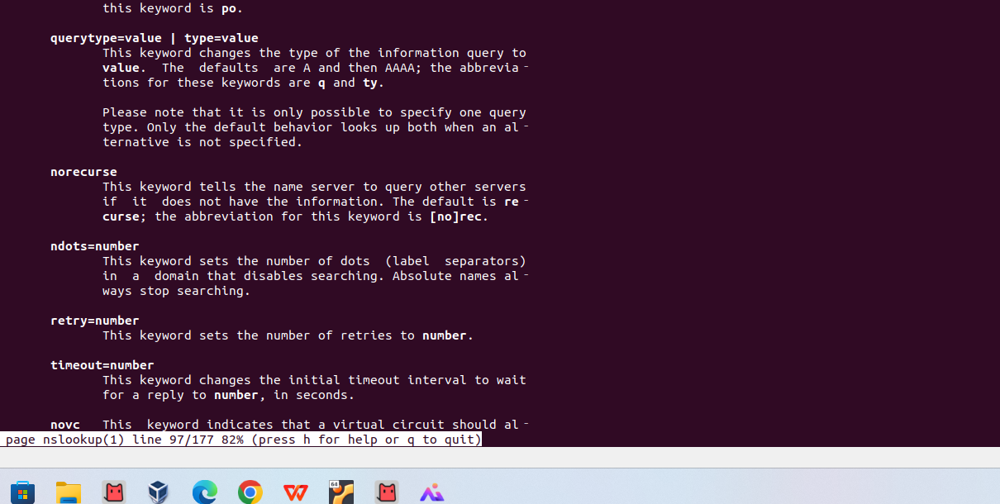 this keyword is po.
querytype=value | type=value
This keyword changes the type of the information query to
value.  The  defaults  are A and then AAAA; the abbrevia-
tions for these keywords are q and ty.
Please note that it is only possible to specify one query
type. Only the default behavior looks up both when an al-
ternative is not specified.
norecurse
This keyword tells the name server to query other servers
if  it  does not have the information. The default is re-
curse; the abbreviation for this keyword is [no]rec.
ndots=number
This keyword sets the number of dots  (label  separators)
in  a  domain that disables searching. Absolute names al-
ways stop searching.
retry=number
This keyword sets the number of retries to number.
timeout=number
This keyword changes the initial timeout interval to wait
for a reply to number, in seconds.
novc   This  keyword indicates that a virtual circuit should al-
page nslookup(1) line 97/177 82% (press h for help or q to quit)
64